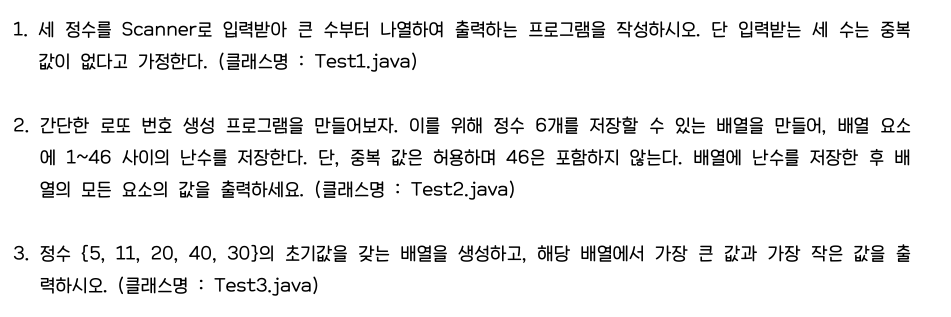 1. 세 정수를 Scanner로 입력받아 큰 수부터 나열하여 출력하는 프로그램을 작성하시오. 단 입력받는 세 수는 중복
값이 없다고 가정한다. (클래스명 : Test1.java)
2. 간단한 로또 번호 생성 프로그램을 만들어보자. 이를 위해 정수 6개를 저장할 수 있는 배열을 만들어, 배열 요소
에 1~46 사이의 난수를 저장한다. 단, 중복 값은 허용하며 46은 포함하지 않는다. 배열에 난수를 저장한 후 배
열의 모든 요소의 값을 출력하세요. (클래스명 : Test2.java)
3. 정수 {5, 11, 20, 40, 30}의 초기값을 갖는 배열을 생성하고, 해당 배열에서 가장 큰 값과 가장 작은 값을 출
력하시오. (클래스명 : Test3.java)